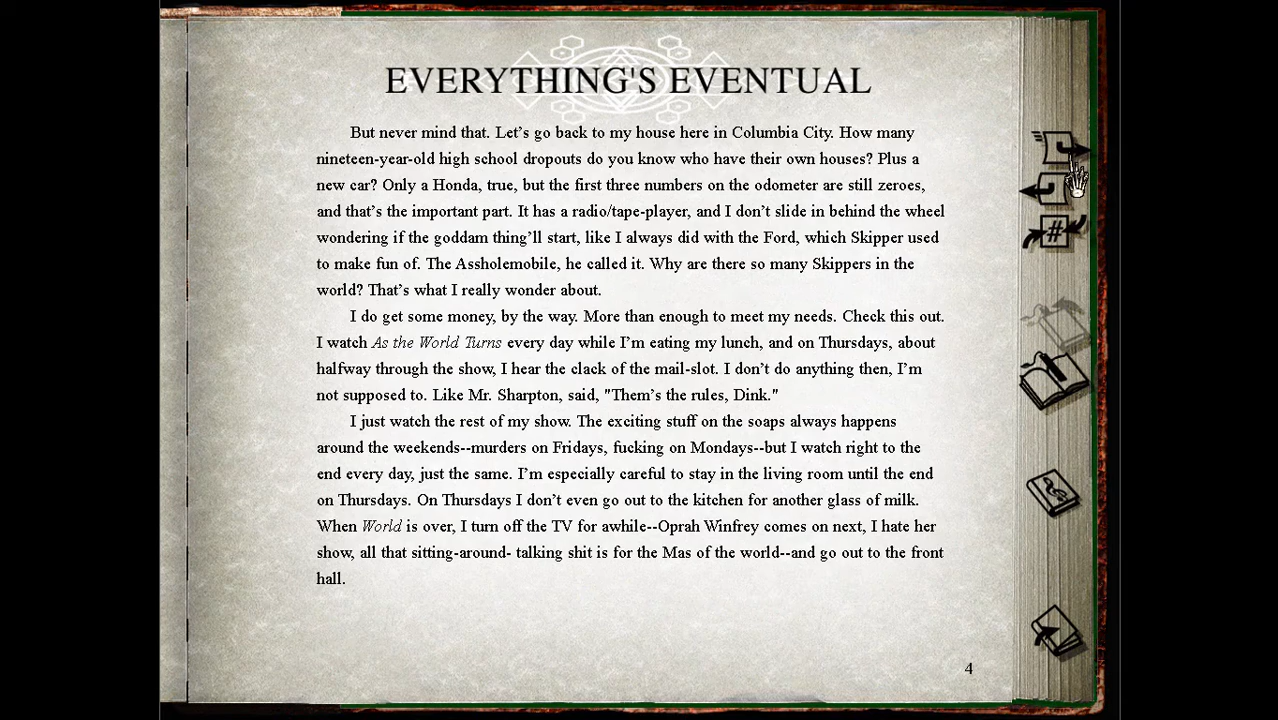 EVERYTHING'S EVENTUAL
But never mind that. Let’s go back to my house here in Columbia City. How many
nineteen-year-old high school dropouts do you know who have their own houses? Plus a
new car? Only a Honda, true, but the first three numbers on the odometer are still zeroes,
and that’s the important part. It has a radio/tape-player, and I don’t slide in behind the wheel
wondering if the goddam thing’ll start, like I always did with the Ford, which Skipper used
to make fun of. The Assholemobile, he called it. Why are there so many Skippers in the
world? That’s what I really wonder about.
I do get some money, by the way. More than enough to meet my needs. Check this out.
I watch As the World Turns every day while I’m eating my lunch, and on Thursdays, about
halfway through the show, I hear the clack of the mail-slot. I don’t do anything then, I’m
not supposed to. Like Mr. Sharpton, said, "Them’s the rules, Dink."
I just watch the rest of my show. The exciting stuff on the soaps always happens
around the weekends--murders on Fridays, fucking on Mondays--but I watch right to the
end every day, just the same. I’m especially careful to stay in the living room until the end
on Thursdays. On Thursdays I don’t even go out to the kitchen for another glass of milk.
When World is over, I turn off the TV for awhile--Oprah Winfrey comes on next, I hate her
show, all that sitting-around- talking shit is for the Mas of the world--and go out to the front
hall.
#
4